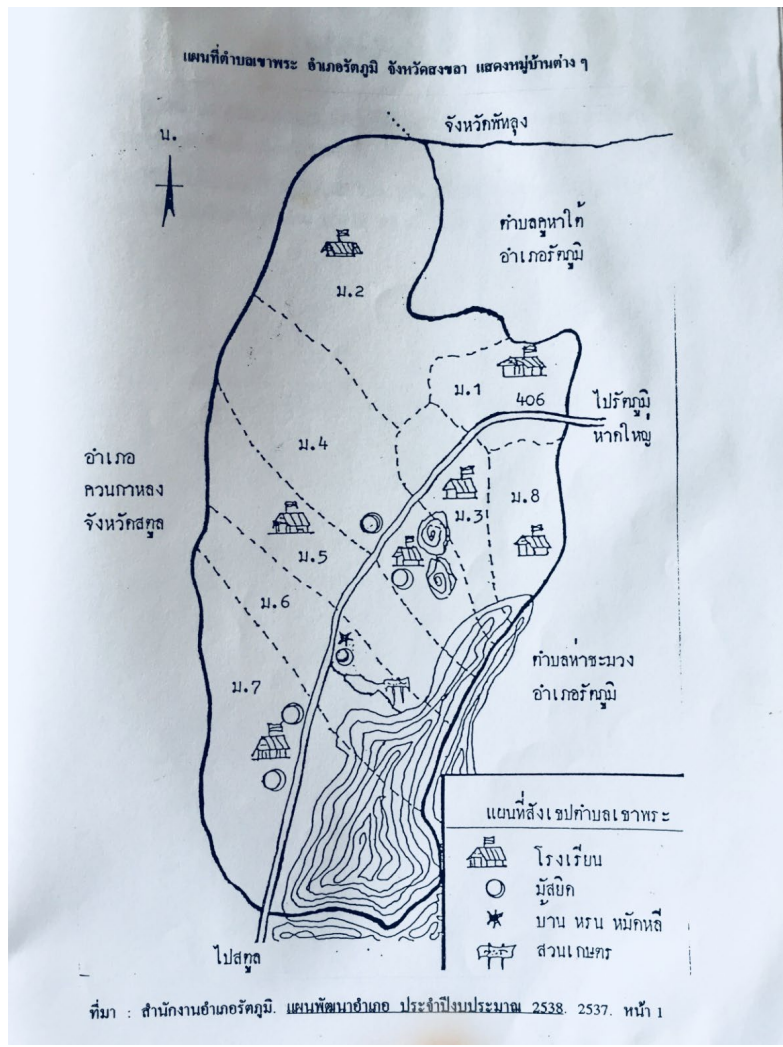 แผนที่ตำบลเขาพระ อำเภอรัตภูมิ จังหวัดสงขลา แสดงหมู่บ้านต่าง ๆ
น.
จังหวัดพัทลุง
ตำบลคูหาใต้
อำเภอรัตภูมิ
ม.2
ม.1
406
ไปรัตภูมิ
หาดใหญ่
ม.4
อำเภอ
ควนกาหลง
จังหวัดสตูล
ม.3
ม.8
ม.5
ม.6
ม.7
ตำบลท่าชะมวง
อำเภอรัตภูมิ
แผนที่สังเขปตำบลเขาพระ
โรงเรียน
มัสยิด
บ้าน หรน หมัดหลี
สวนเกษตร
ไปสตูล
ที่มา : สำนักงานอำเภอรัตภูมิ. แผนพัฒนาอำเภอ ประจำปีงบประมาณ 2538. 2537. หน้า 1